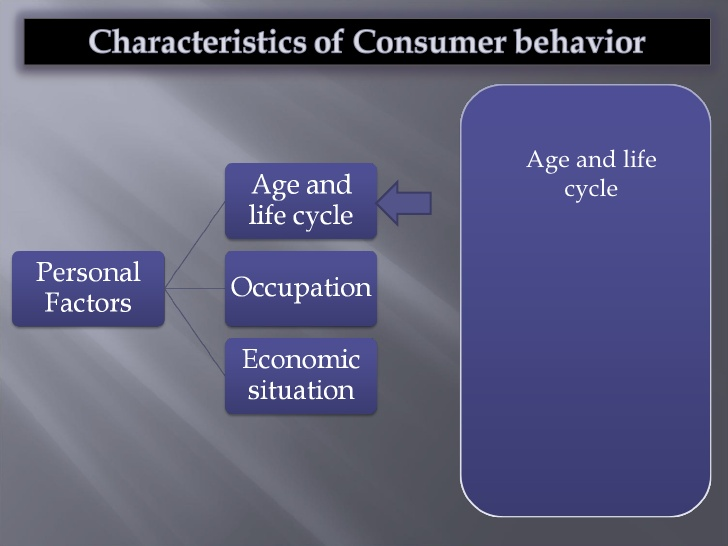 Characteristics of Consumer behavior
Age and life
cycle
Age and
life cycle
Personal
Factors
Occupation
Economic
situation